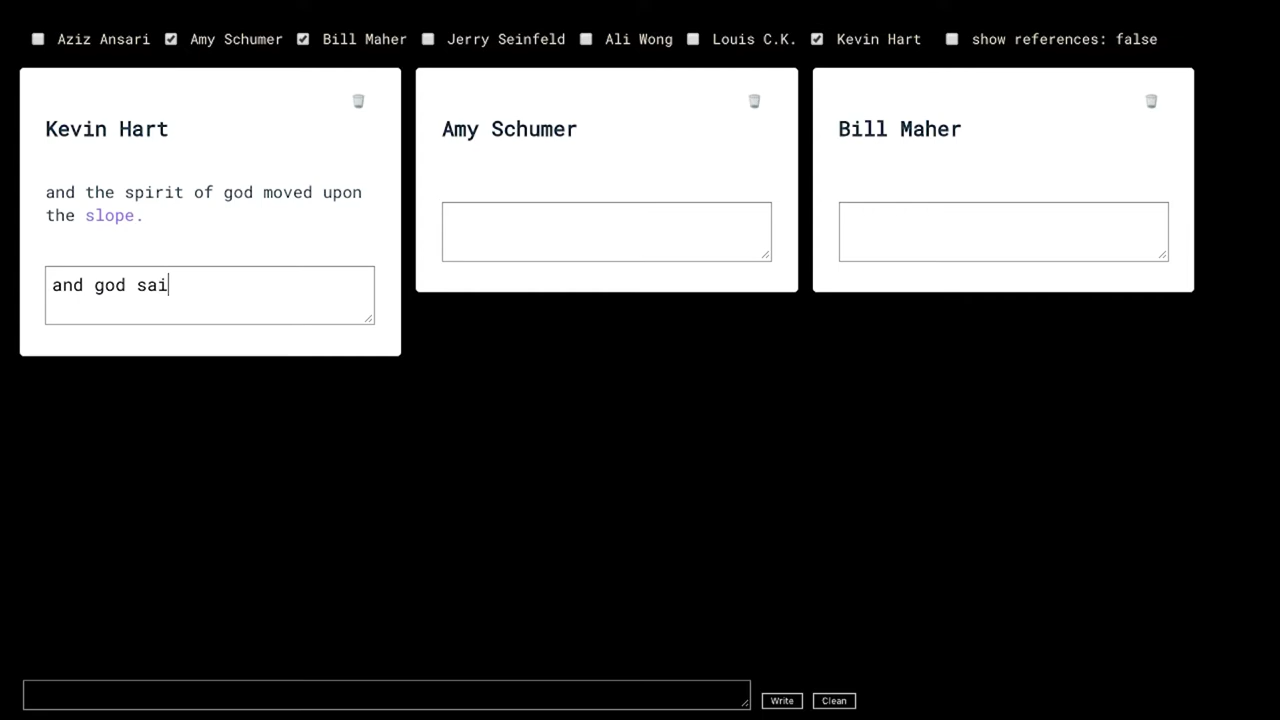 Aziz Ansari Amy Schumer Bill Maher Jerry Seinfeld Ali Wong Louis C.K. Kevin Hart show references: false
Kevin Hart
and the spirit of god moved upon
the slope.
and god sai
Amy Schumer
Bill Maher
Write Clean